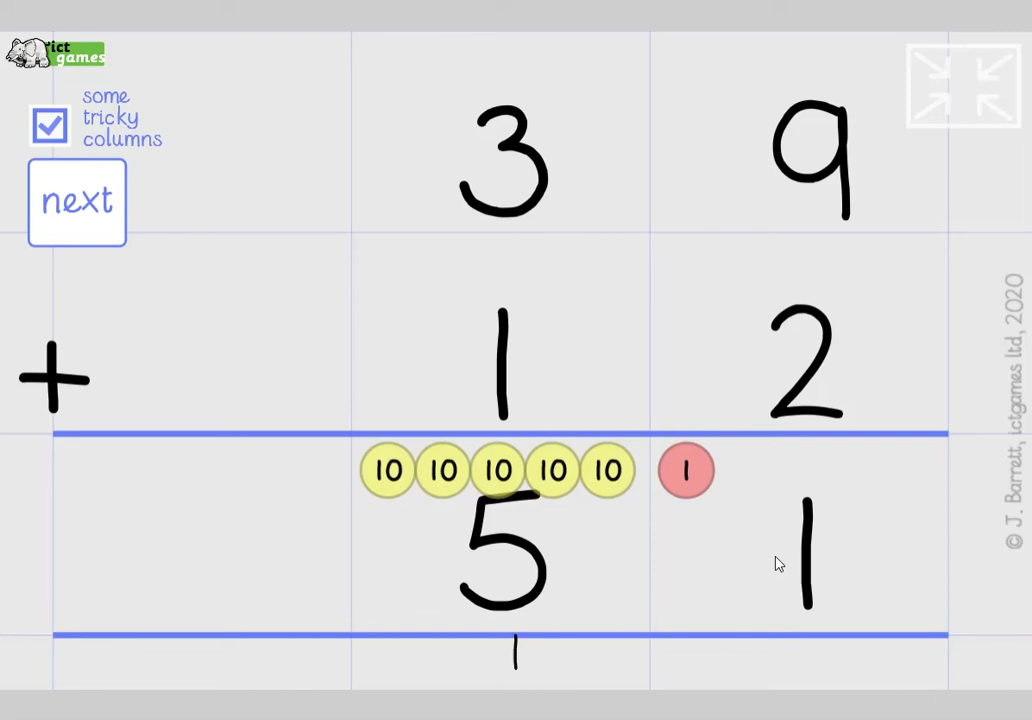 ict
games
some
tricky
columns
next
3 9
+ 1 2
10 10 10 10 10 1
5 1
1
© J. Barrett, ictgames ltd, 2020